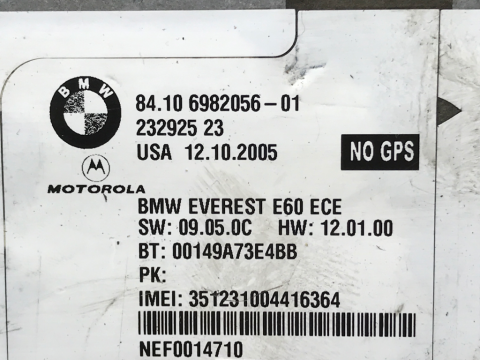 BMW
84.10 6982056-01
232925 23
USA 12.10.2005
NO GPS
MOTOROLA
BMW EVEREST E60 ECE
SW: 09.05.0C HW: 12.01.00
BT: 00149A73E4BB
PK:
IMEI: 351231004416364
NEF0014710